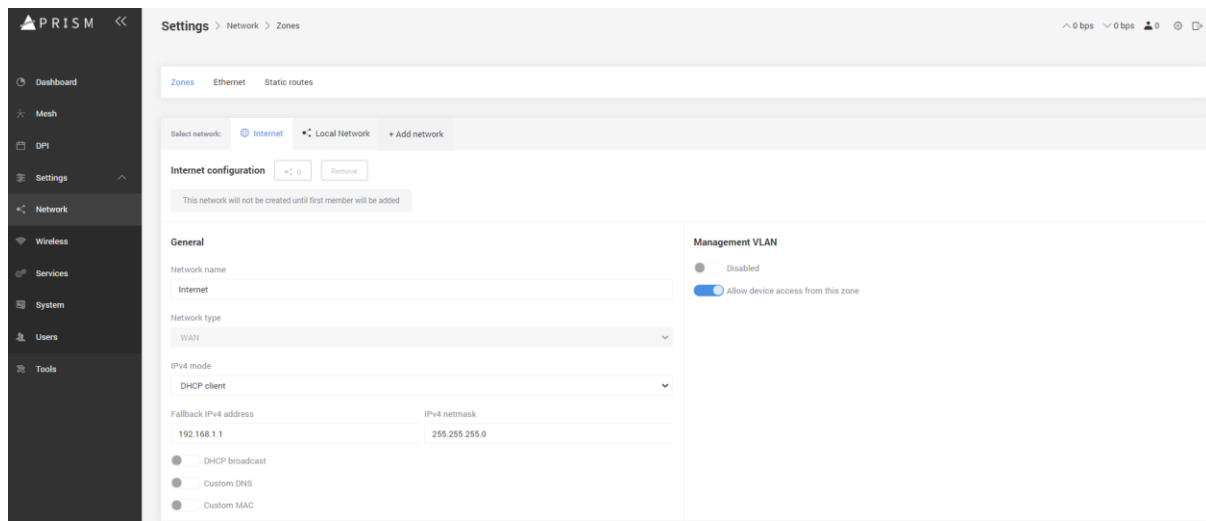 PRISM
Settings > Network > Zones
0 bps 0 bps 0
Dashboard
Mesh
DPI
Settings
Network
Wireless
Services
System
Users
Tools
Zones Ethernet Static routes
Select network: Internet Local Network + Add network
Internet configuration 0 Remove
This network will not be created until first member will be added
General
Network name
Internet
Network type
WAN
IPv4 mode
DHCP client
Fallback IPv4 address IPv4 netmask
192.168.1.1 255.255.255.0
DHCP broadcast
Custom DNS
Custom MAC
Management VLAN
Disabled
Allow device access from this zone